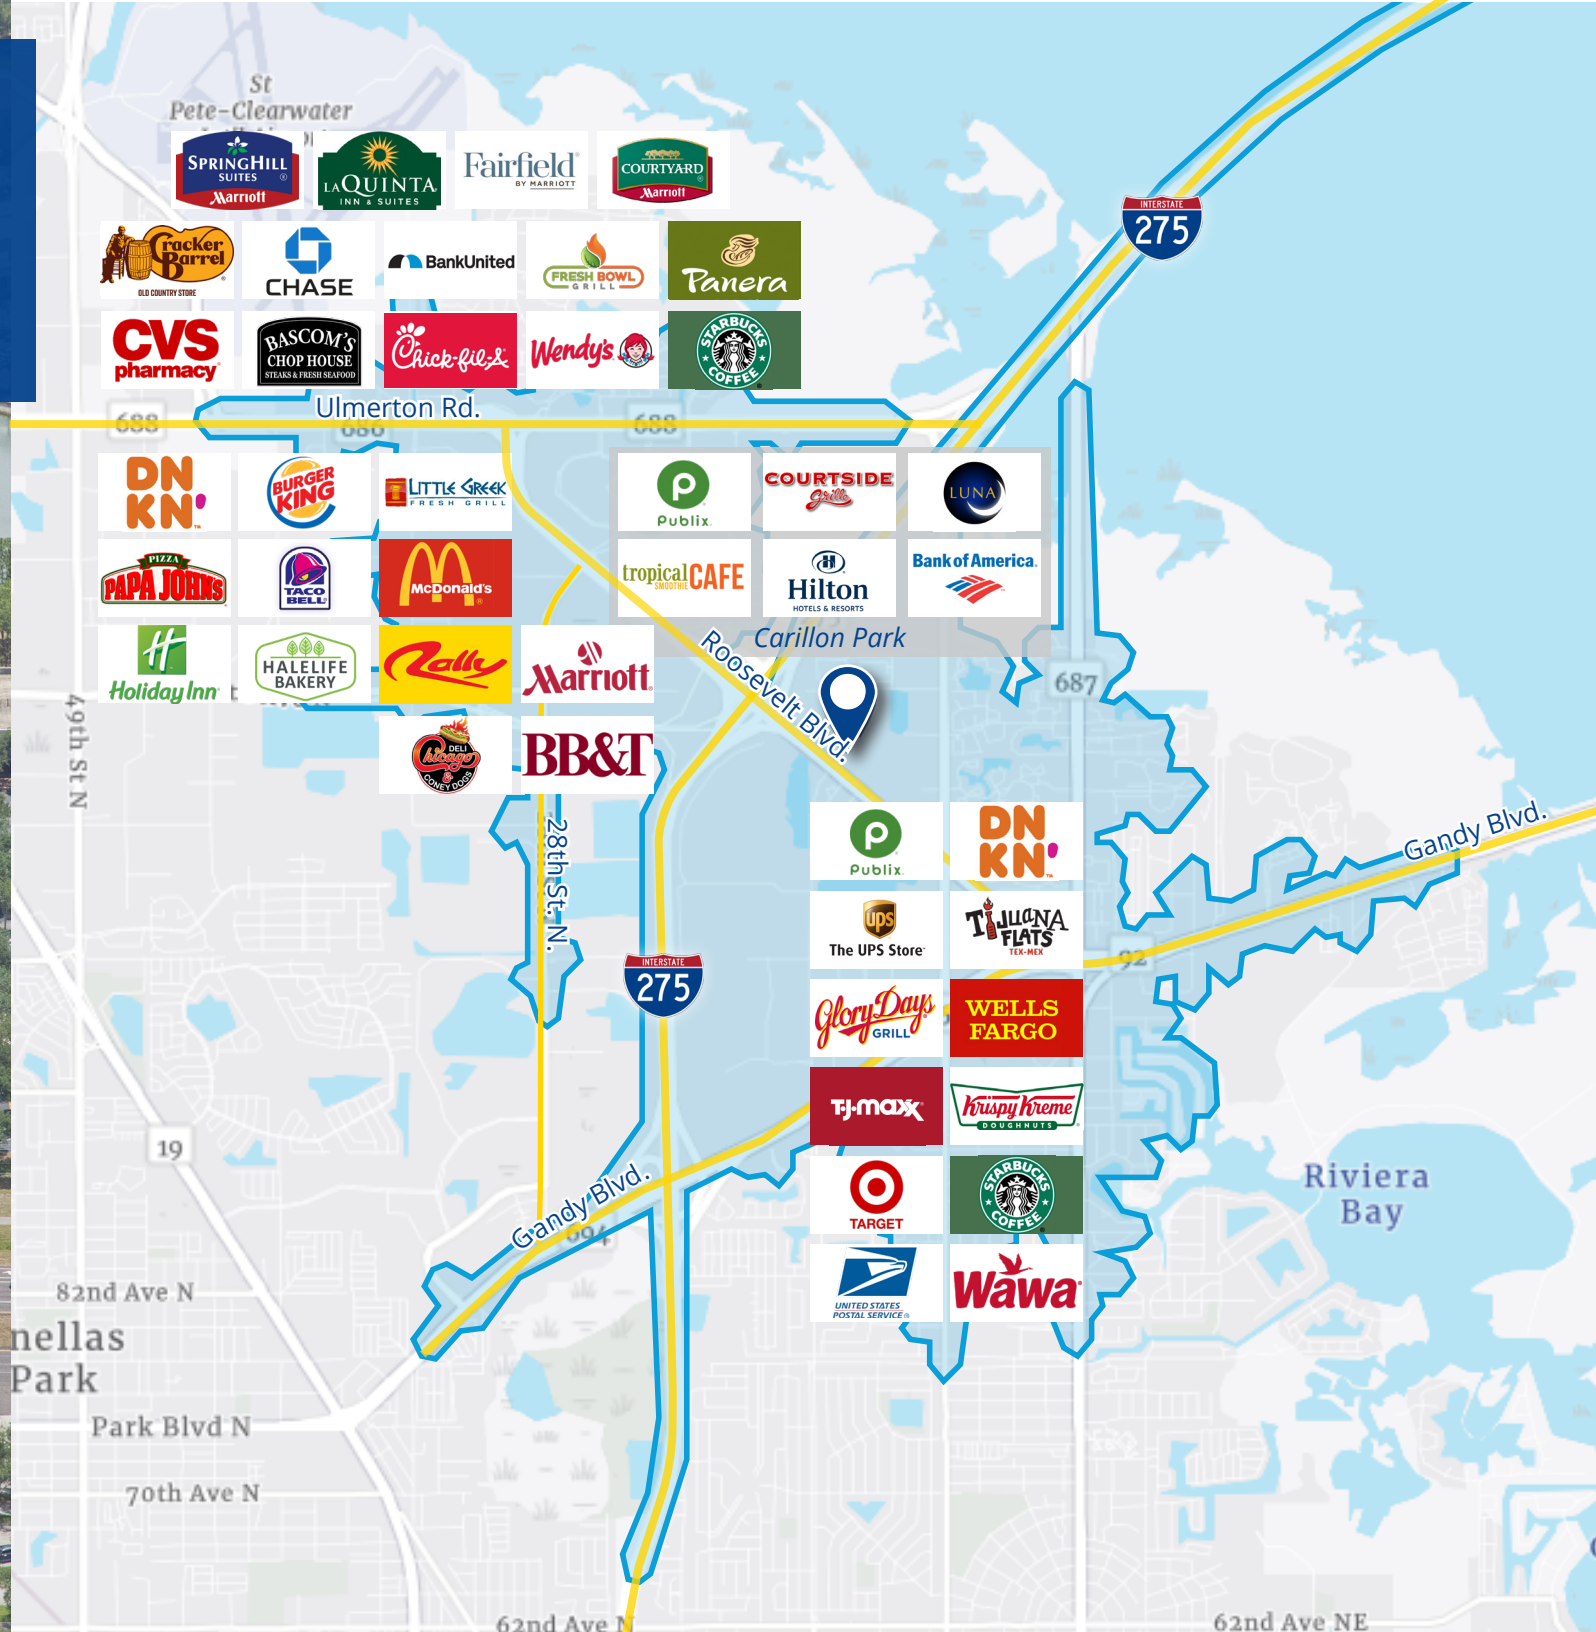 St
Pete-Clearwater
SPRINGHILL
SUITES
Marriott
LAQUINTA
INN & SUITES
Fairfield
BY MARRIOTT
COURTYARD
Marriott
INTERSTATE
275
Cracker
Barrel
OLD COUNTRY STORE
CHASE
BankUnited
FRESH BOWL
GRILL
Panera
CVS
pharmacy
BASCOM'S
CHOP HOUSE
STEAKS & FRESH SEAFOOD
Chick-fil-A
Wendy's
STARBUCKS
COFFEE
Ulmerton Rd.
688
686
688
DN
KN'
BURGER
KING
LITTLE GREEK
FRESH GRILL
Publix
COURTSIDE
Grille
LUNA
PIZZA
PAPA JOHNS
TACO
BELL
McDonald's
tropical CAFE
SMOOTHIE
Hilton
HOTELS & RESORTS
Bank of America
Carillon Park
Holiday Inn
HALELIFE
BAKERY
Rally
Marriott
Roosevelt Blvd.
687
49th St N
DELI
Chicago
&
CONEY DOGS
BB&T
28th St. N.
Publix
DN
KN'
Gandy Blvd.
ups
The UPS Store
TIJUANA
FLATS
TEX-MEX
92
INTERSTATE
275
Glory Days
GRILL
WELLS
FARGO
T·J·maxx
Krispy Kreme
DOUGHNUTS
19
Gandy Blvd.
694
TARGET
STARBUCKS
COFFEE
Riviera
Bay
UNITED STATES
POSTAL SERVICE
Wawa
82nd Ave N
nellas
Park
Park Blvd N
70th Ave N
62nd Ave N
62nd Ave NE